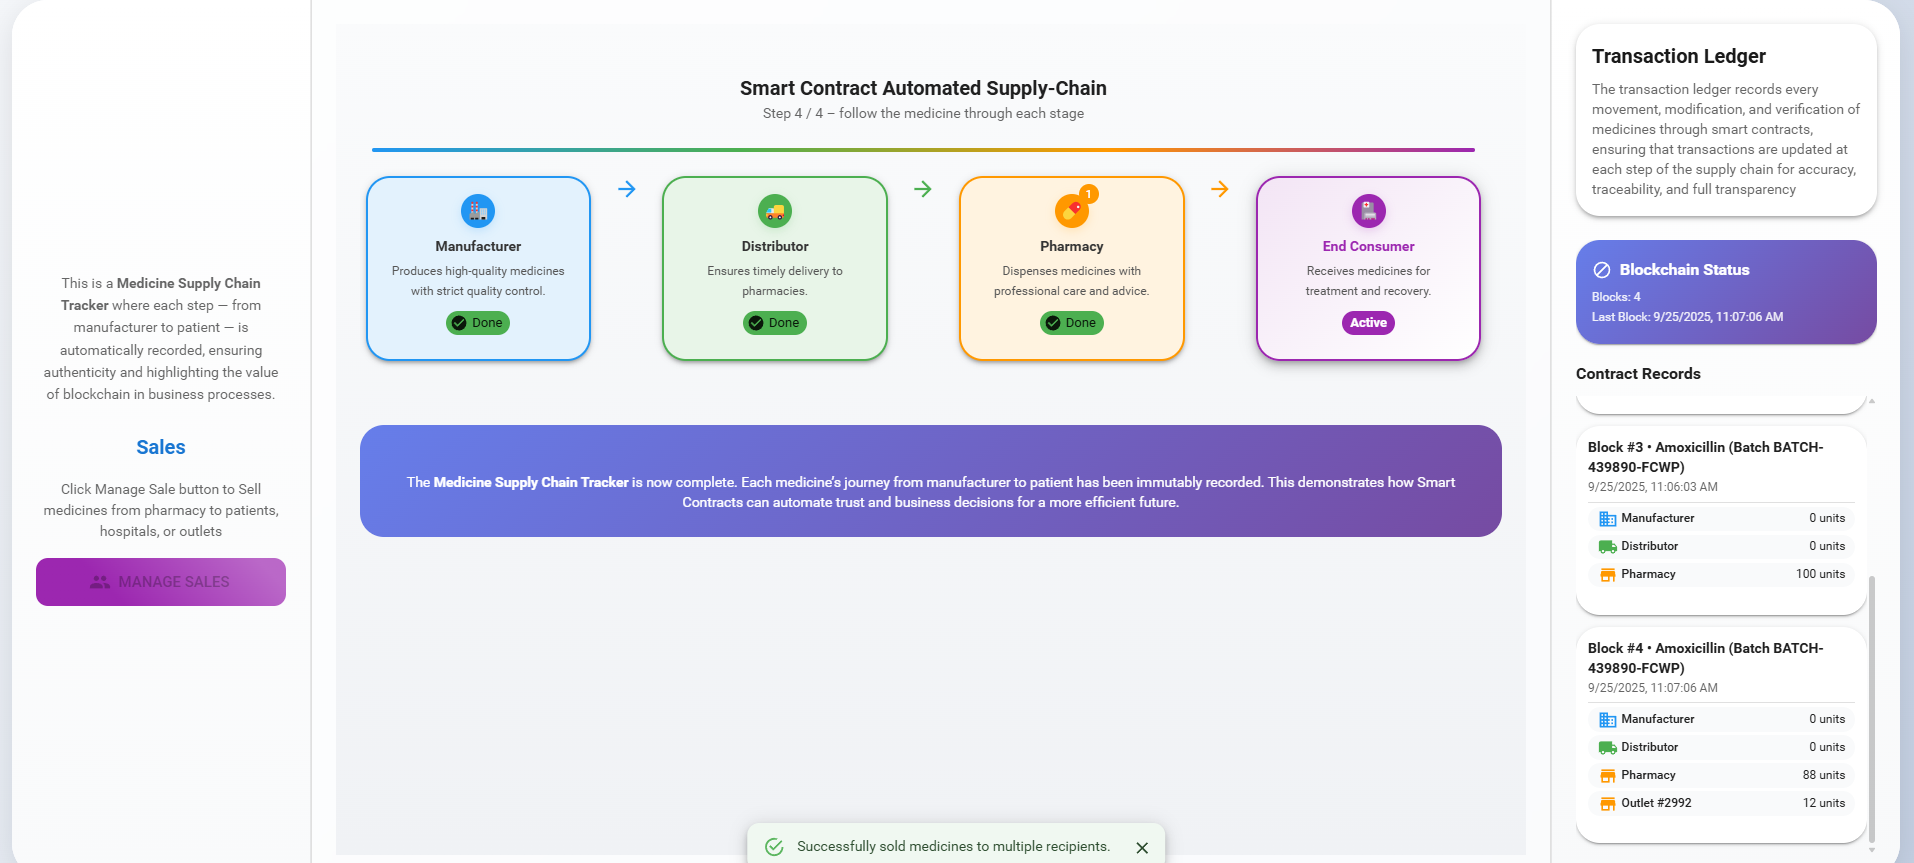 This is a Medicine Supply Chain
Tracker where each step — from
manufacturer to patient — is
automatically recorded, ensuring
authenticity and highlighting the value
of blockchain in business processes.
Sales
Click Manage Sale button to Sell
medicines from pharmacy to patients,
hospitals, or outlets
MANAGE SALES
Smart Contract Automated Supply-Chain
Step 4 / 4 – follow the medicine through each stage
Manufacturer
Produces high-quality medicines
with strict quality control.
Done
Distributor
Ensures timely delivery to
pharmacies.
Done
1
Pharmacy
Dispenses medicines with
professional care and advice.
Done
End Consumer
Receives medicines for
treatment and recovery.
Active
The Medicine Supply Chain Tracker is now complete. Each medicine’s journey from manufacturer to patient has been immutably recorded. This demonstrates how Smart
Contracts can automate trust and business decisions for a more efficient future.
Successfully sold medicines to multiple recipients.
Transaction Ledger
The transaction ledger records every
movement, modification, and verification of
medicines through smart contracts,
ensuring that transactions are updated at
each step of the supply chain for accuracy,
traceability, and full transparency
Blockchain Status
Blocks: 4
Last Block: 9/25/2025, 11:07:06 AM
Contract Records
Block #3 • Amoxicillin (Batch BATCH-
439890-FCWP)
9/25/2025, 11:06:03 AM
Manufacturer 0 units
Distributor 0 units
Pharmacy 100 units
Block #4 • Amoxicillin (Batch BATCH-
439890-FCWP)
9/25/2025, 11:07:06 AM
Manufacturer 0 units
Distributor 0 units
Pharmacy 88 units
Outlet #2992 12 units